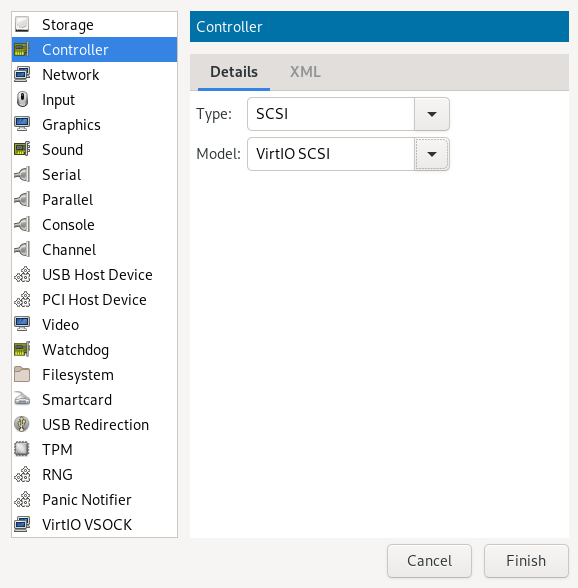 Storage
Controller
Network
Input
Graphics
Sound
Serial
Parallel
Console
Channel
USB Host Device
PCI Host Device
Video
Watchdog
Filesystem
Smartcard
USB Redirection
TPM
RNG
Panic Notifier
VirtIO VSOCK
Controller
Details XML
Type: SCSI
Model: VirtIO SCSI
Cancel Finish